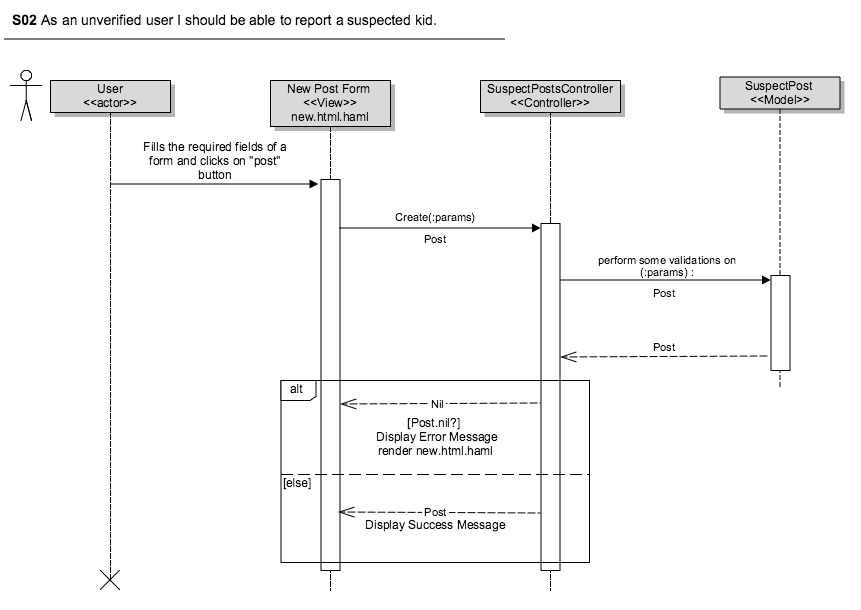 S02 As an unverified user I should be able to report a suspected kid.
User
<<actor>>
New Post Form
<<View>>
new.html.haml
SuspectPostsController
<<Controller>>
SuspectPost
<<Model>>
Fills the required fields of a
form and clicks on "post"
button
Create(:params)
Post
perform some validations on
(:params) :
Post
Post
alt
Nil
[Post.nil?]
Display Error Message
render new.html.haml
[else]
Post
Display Success Message